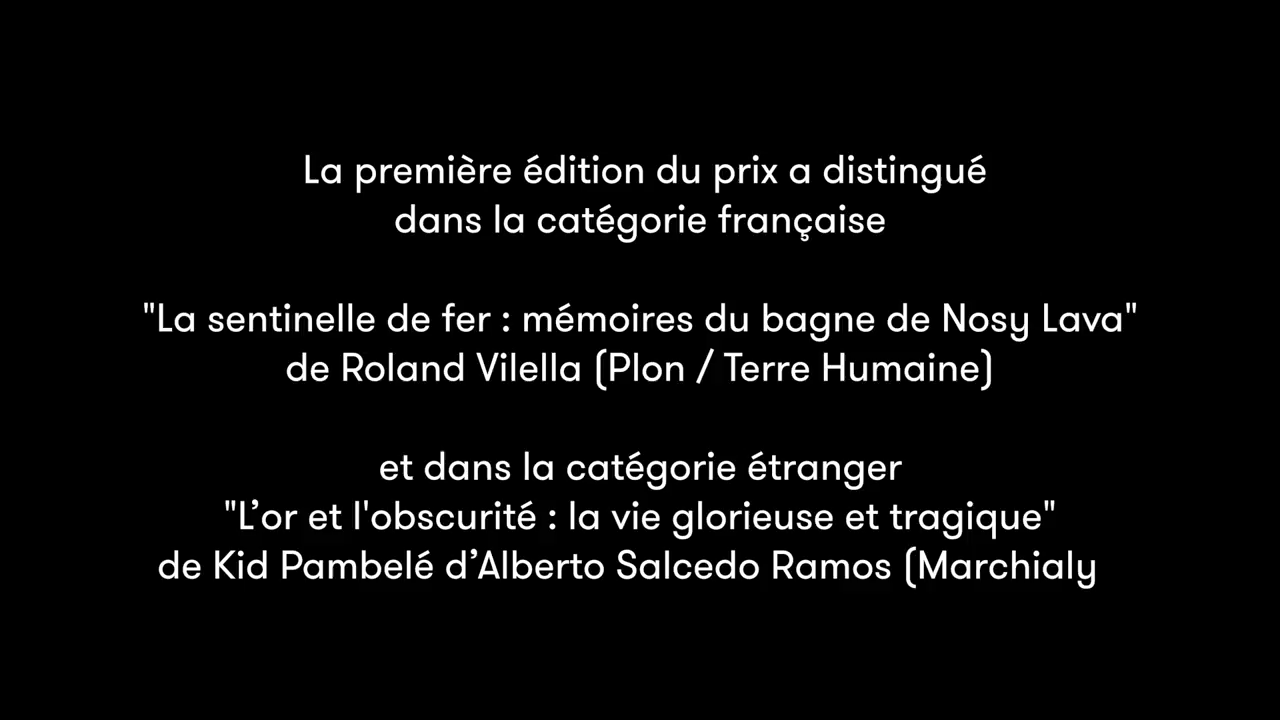 La première édition du prix a distingué
dans la catégorie française
"La sentinelle de fer : mémoires du bagne de Nosy Lava"
de Roland Vilella (Plon / Terre Humaine)
et dans la catégorie étranger
"L’or et l'obscurité : la vie glorieuse et tragique"
de Kid Pambelé d’Alberto Salcedo Ramos (Marchialy